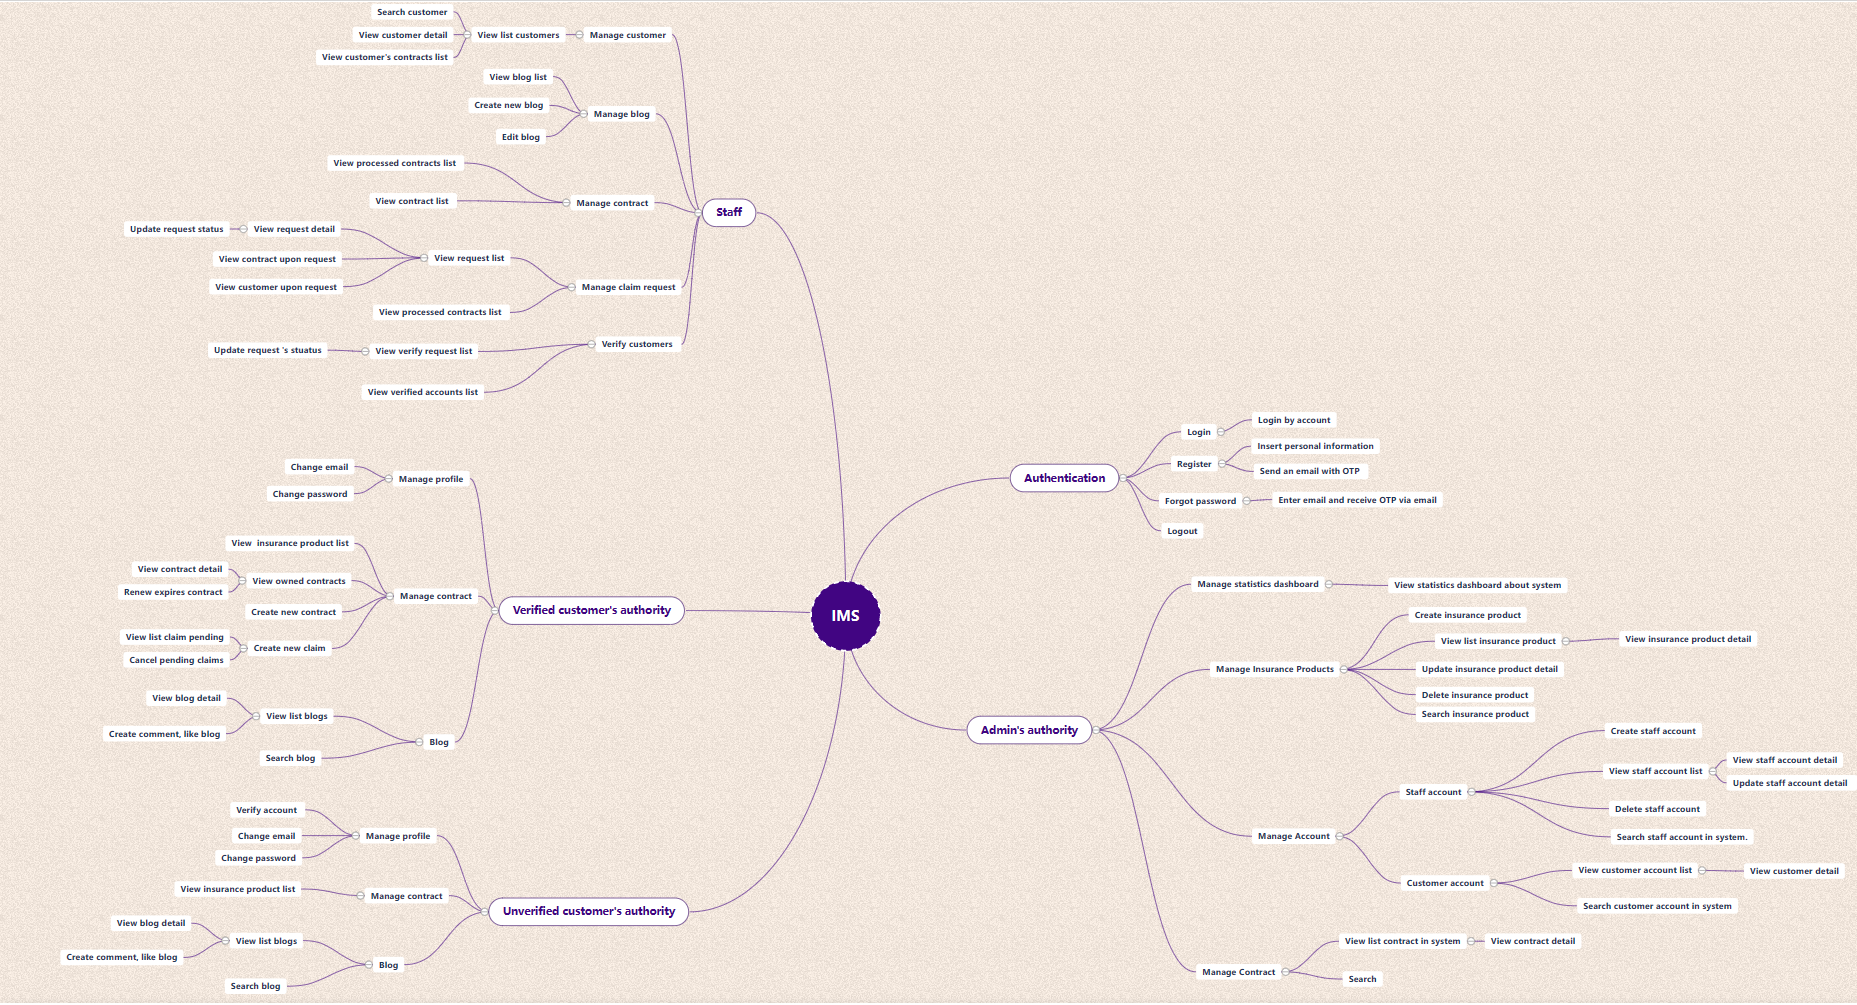 Search customer
View customer detail
View customer's contracts list
View list customers
Manage customer
View blog list
Create new blog
Edit blog
Manage blog
View processed contracts list
View contract list
Manage contract
Staff
Update request status
View request detail
View contract upon request
View customer upon request
View request list
Manage claim request
View processed contracts list
Update request 's stuatus
View verify request list
Verify customers
View verified accounts list
Change email
Change password
Manage profile
View  insurance product list
View contract detail
Renew expires contract
View owned contracts
Create new contract
Manage contract
View list claim pending
Cancel pending claims
Create new claim
Verified customer's authority
View blog detail
Create comment, like blog
View list blogs
Search blog
Blog
Verify account
Change email
Change password
Manage profile
View insurance product list
Manage contract
Unverified customer's authority
View blog detail
Create comment, like blog
View list blogs
Search blog
Blog
IMS
Authentication
Login
Login by account
Register
Insert personal information
Send an email with OTP
Forgot password
Enter email and receive OTP via email
Logout
Admin's authority
Manage statistics dashboard
View statistics dashboard about system
Manage Insurance Products
Create insurance product
View list insurance product
View insurance product detail
Update insurance product detail
Delete insurance product
Search insurance product
Manage Account
Staff account
Create staff account
View staff account list
View staff account detail
Update staff account detail
Delete staff account
Search staff account in system.
Customer account
View customer account list
View customer detail
Search customer account in system
Manage Contract
View list contract in system
View contract detail
Search